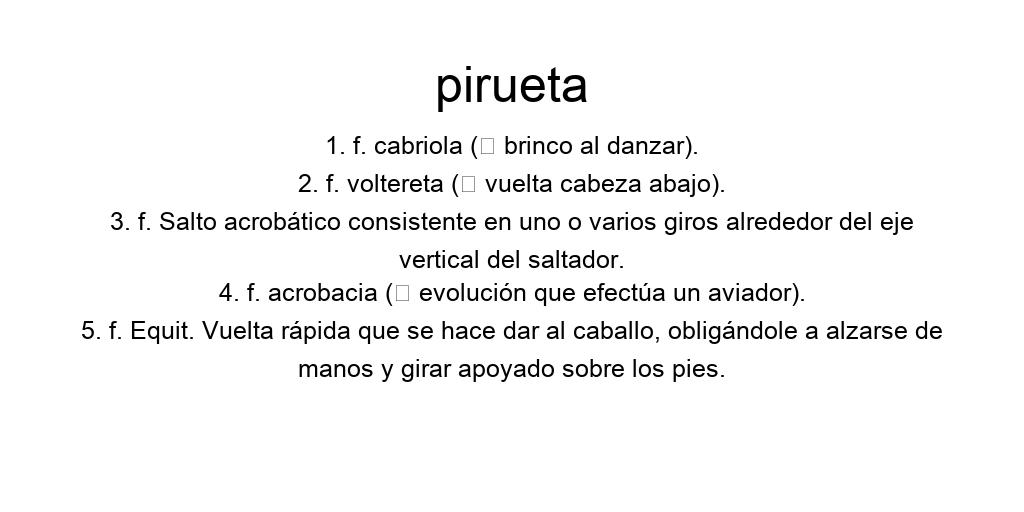 pirueta
1. f. cabriola (□ brinco al danzar).
2. f. voltereta (□ vuelta cabeza abajo).
3. f. Salto acrobático consistente en uno o varios giros alrededor del eje
vertical del saltador.
4. f. acrobacia (□ evolución que efectúa un aviador).
5. f. Equit. Vuelta rápida que se hace dar al caballo, obligándole a alzarse de
manos y girar apoyado sobre los pies.